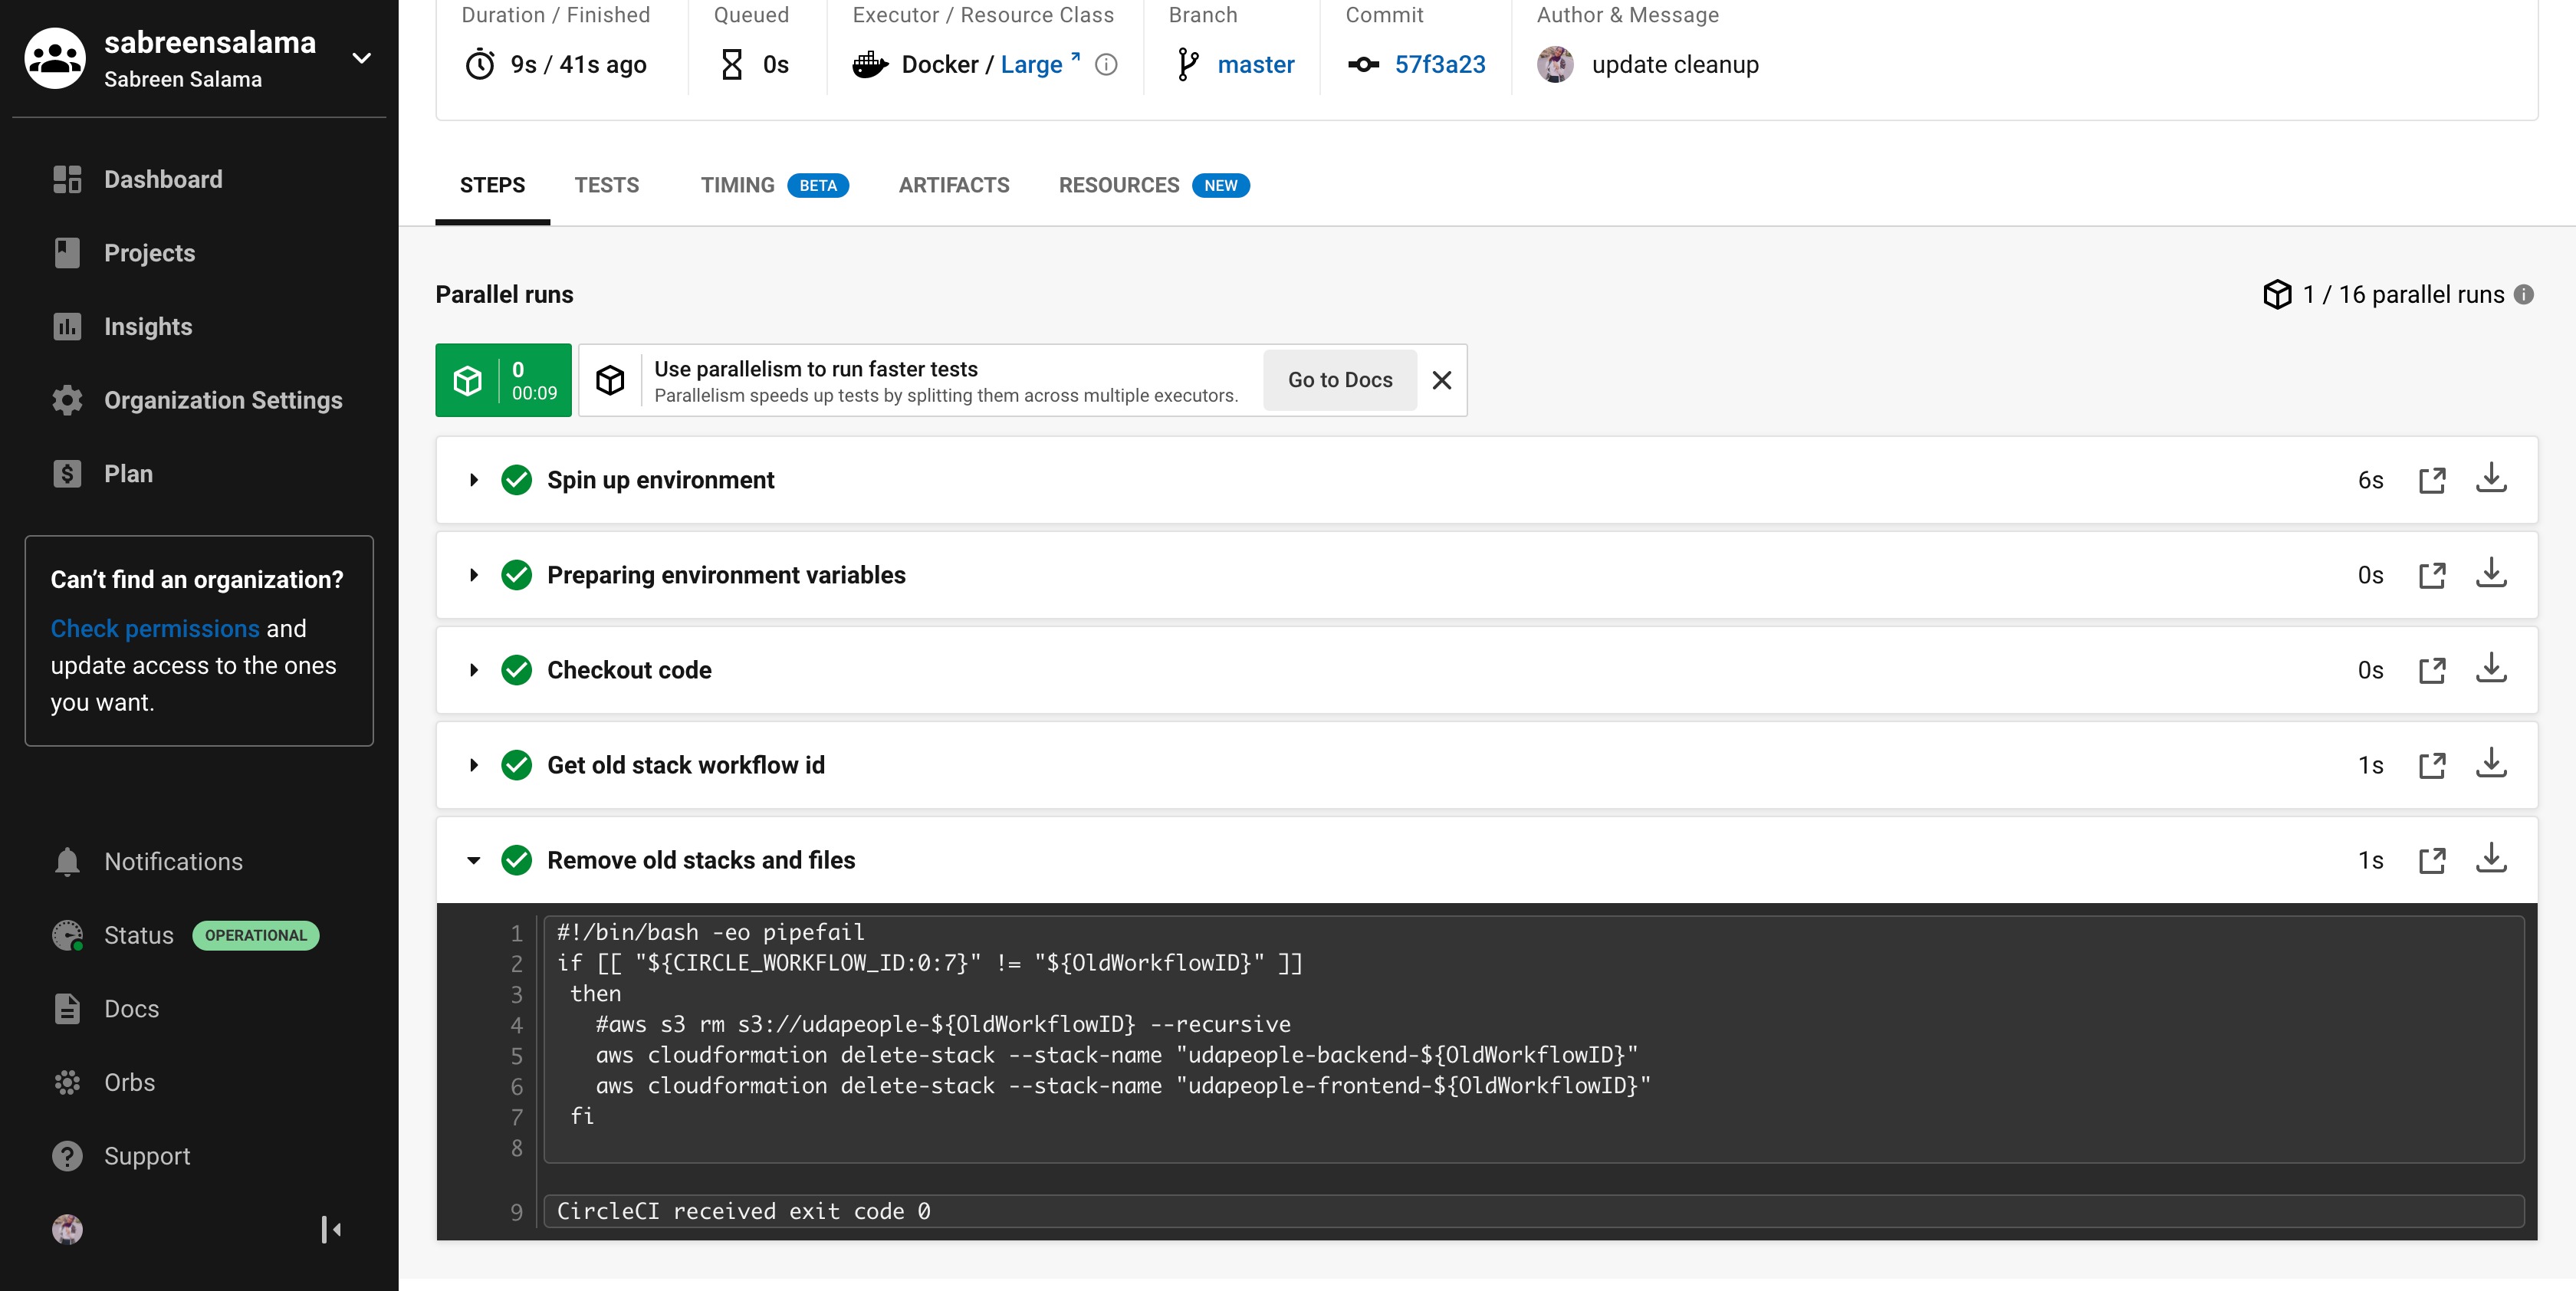 sabreensalama
Sabreen Salama
Dashboard
Projects
Insights
Organization Settings
Plan
Can’t find an organization?
Check permissions and
update access to the ones
you want.
Notifications
Status OPERATIONAL
Docs
Orbs
Support
Duration / Finished
9s / 41s ago
Queued
0s
Executor / Resource Class
Docker / Large
Branch
master
Commit
57f3a23
Author & Message
update cleanup
STEPS TESTS TIMING BETA ARTIFACTS RESOURCES NEW
Parallel runs
1 / 16 parallel runs
0
00:09
Use parallelism to run faster tests
Parallelism speeds up tests by splitting them across multiple executors.
Go to Docs
Spin up environment 6s
Preparing environment variables 0s
Checkout code 0s
Get old stack workflow id 1s
Remove old stacks and files 1s
1 #!/bin/bash -eo pipefail
2 if [[ "${CIRCLE_WORKFLOW_ID:0:7}" != "${OldWorkflowID}" ]]
3 then
4 #aws s3 rm s3://udapeople-${OldWorkflowID} --recursive
5 aws cloudformation delete-stack --stack-name "udapeople-backend-${OldWorkflowID}"
6 aws cloudformation delete-stack --stack-name "udapeople-frontend-${OldWorkflowID}"
7 fi
8
9 CircleCI received exit code 0